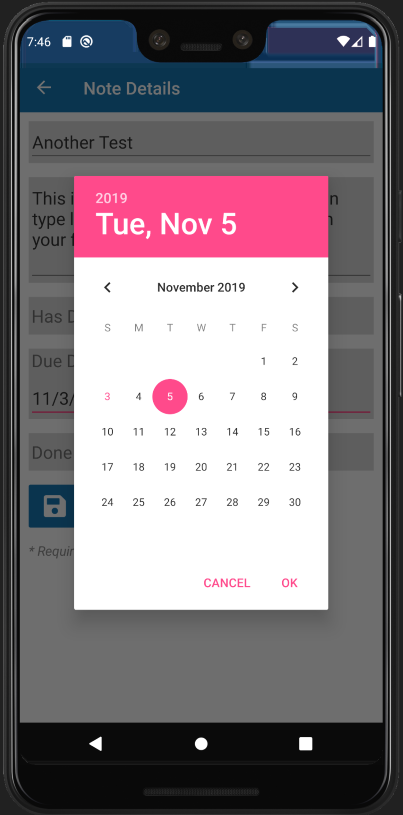 7:46
Note Details
Another Test
This i n
type l n
your f
Has D
Due D
11/3/
Done
* Requir
2019
Tue, Nov 5
November 2019
S M T W T F S
1 2
3 4 5 6 7 8 9
10 11 12 13 14 15 16
17 18 19 20 21 22 23
24 25 26 27 28 29 30
CANCEL OK